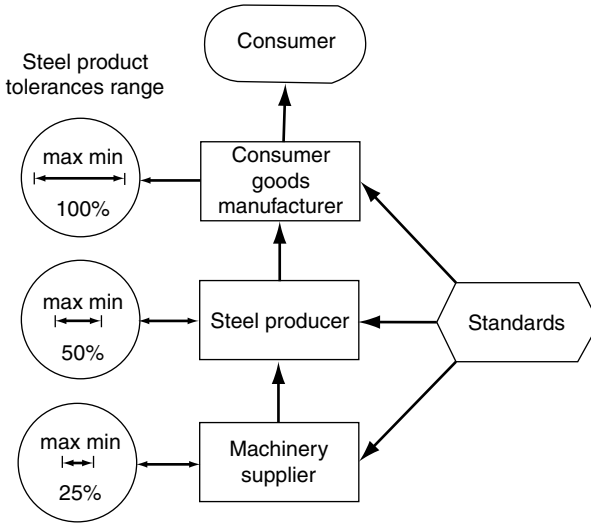 Consumer
Steel product
tolerances range
max min
100%
Consumer
goods
manufacturer
max min
50%
Steel producer
Standards
max min
25%
Machinery
supplier